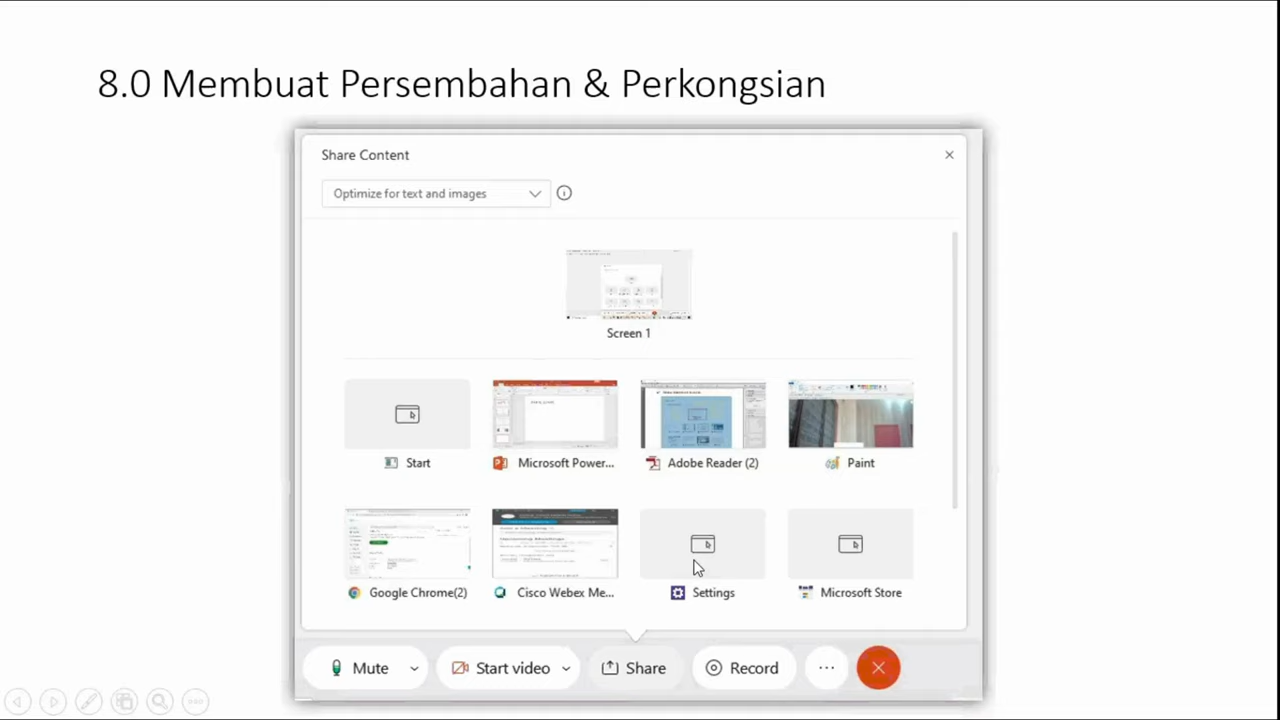 8.0 Membuat Persembahan & Perkongsian
Share Content
Optimize for text and images
Screen 1
Start
Microsoft Power...
Adobe Reader (2)
Paint
Google Chrome(2)
Cisco Webex Me...
Settings
Microsoft Store
Mute
Start video
Share
Record